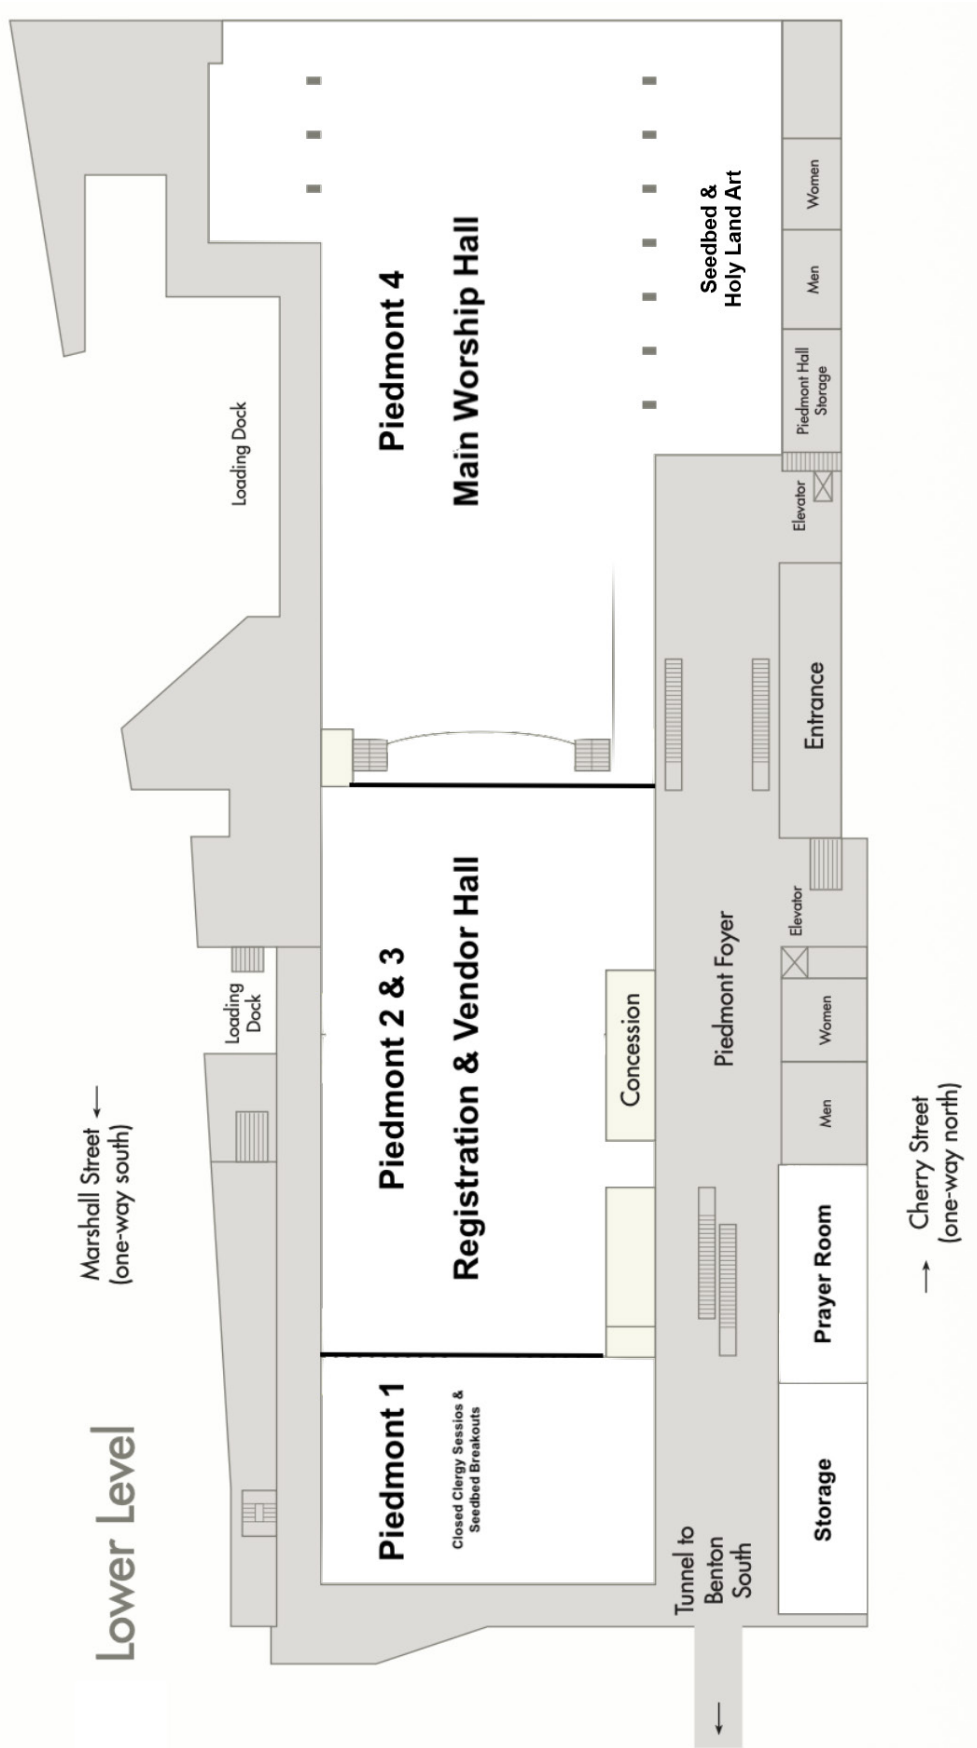 Lower Level
Marshall Street ←
(one-way south)
Loading
Dock
Loading Dock
Piedmont 1
Closed Clergy Sessios &
Seedbed Breakouts
Piedmont 2 & 3
Registration & Vendor Hall
Piedmont 4
Main Worship Hall
Concession
Tunnel to
Benton
South
←
Piedmont Foyer
Seedbed &
Holy Land Art
Storage
Prayer Room
Men
Women
Elevator
Entrance
Elevator
Piedmont Hall
Storage
Men
Women
→ Cherry Street
(one-way north)